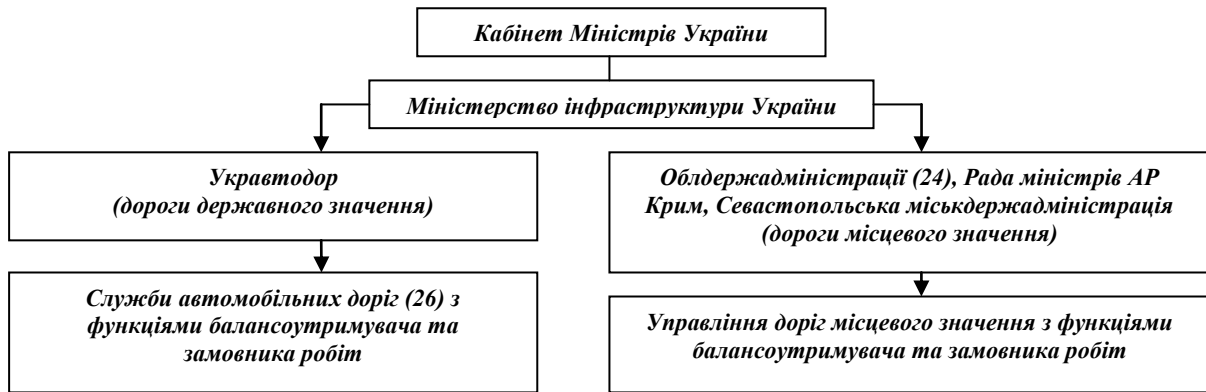 Кабінет Міністрів України
Міністерство інфраструктури України
Укравтодор
(дороги державного значення)
Облдержадміністрації (24), Рада міністрів АР
Крим, Севастопольська міськдержадміністрація
(дороги місцевого значення)
Служби автомобільних доріг (26) з
функціями балансоутримувача та
замовника робіт
Управління доріг місцевого значення з функціями
балансоутримувача та замовника робіт